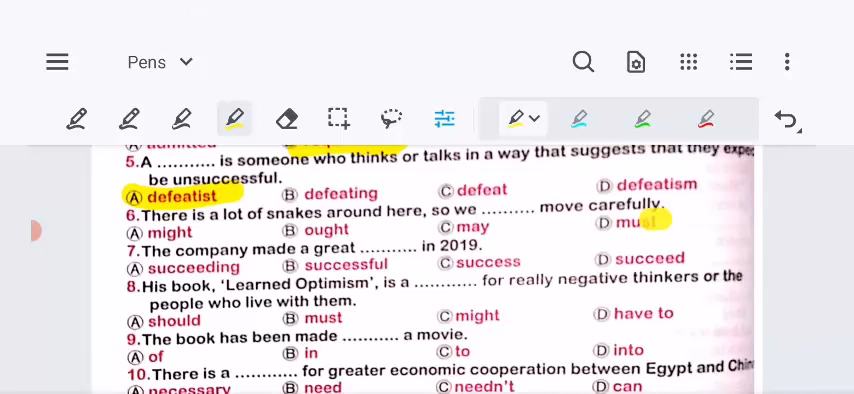 Pens
5.A ........... is someone who thinks or talks in a way that suggests that they
be unsuccessful.
Ⓐ defeatist Ⓑ defeating Ⓒ defeat Ⓓ defeatism
6.There is a lot of snakes around here, so we .......... move carefully.
Ⓐ might Ⓑ ought Ⓒ may Ⓓ must
7.The company made a great ........... in 2019.
Ⓐ succeeding Ⓑ successful Ⓒ success Ⓓ succeed
8.His book, 'Learned Optimism', is a ............ for really negative thinkers or the
people who live with them.
Ⓐ should Ⓑ must Ⓒ might Ⓓ have to
9.The book has been made ........... a movie.
Ⓐ of Ⓑ in Ⓒ to Ⓓ into
10.There is a ............ for greater economic cooperation between Egypt and
Ⓐ necessary Ⓑ need Ⓒ needn't Ⓓ can